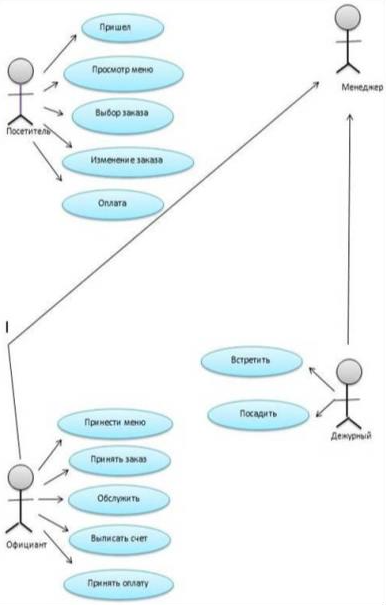 Пришел
Просмотр меню
Выбор заказа
Изменение заказа
Оплата
Посетитель
Менеджер
Встретить
Посадить
Дежурный
Принести меню
Принять заказ
Обслужить
Выписать счет
Принять оплату
Официант